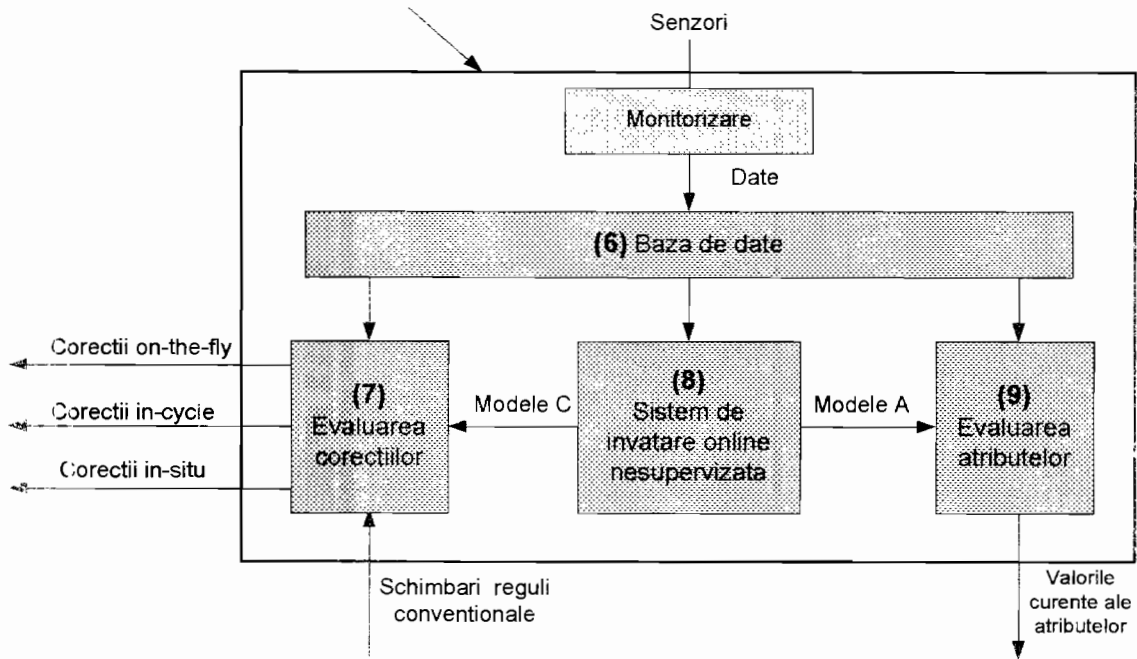 Senzori
Monitorizare
Date
(6) Baza de date
Corectii on-the-fly
Corectii in-cycle
Corectii in-situ
(7)
Evaluarea
corectiilor
Modele C
(8)
Sistem de
invatare online
nesupervizata
Modele A
(9)
Evaluarea
atributelor
Schimbari reguli
conventionale
Valorile
curente ale
atributelor